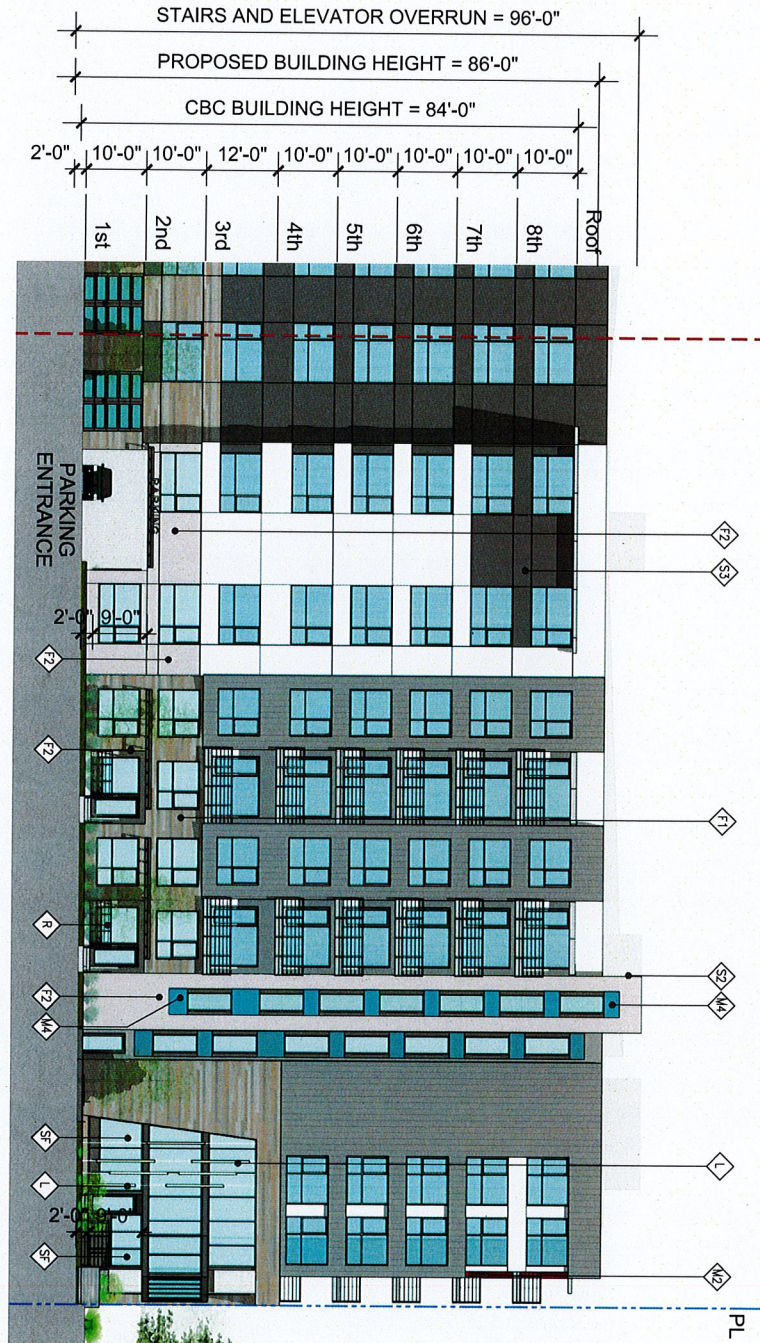 STAIRS AND ELEVATOR OVERRUN = 96'-0"
PROPOSED BUILDING HEIGHT = 86'-0"
CBC BUILDING HEIGHT = 84'-0"
2'-0" 10'-0" 10'-0" 12'-0" 10'-0" 10'-0" 10'-0" 10'-0" 10'-0"
Roof
8th
7th
6th
5th
4th
3rd
2nd
1st
PARKING
PARKING
ENTRANCE
F2
S3
2'-0" 9'-0"
F2
F2
F1
R
S2
F2
M4
M4
SF
L
L
2'-0" 9'-0"
SF
M2
PL